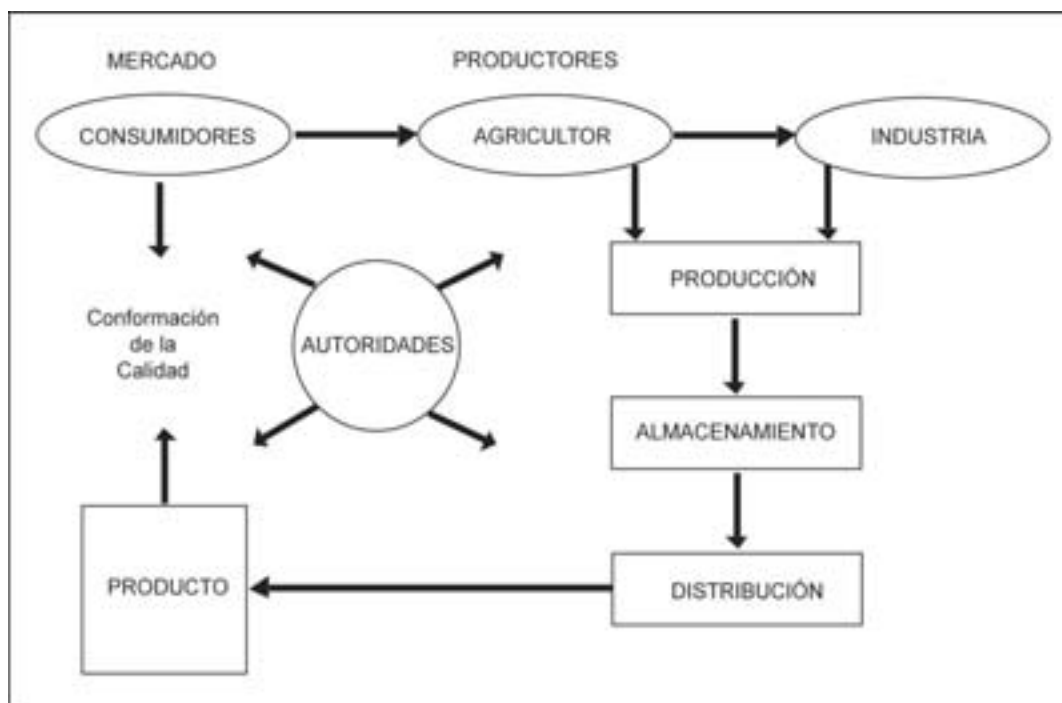 MERCADO
PRODUCTORES
CONSUMIDORES
AGRICULTOR
INDUSTRIA
PRODUCCIÓN
Conformación
de la
Calidad
AUTORIDADES
ALMACENAMIENTO
PRODUCTO
DISTRIBUCIÓN